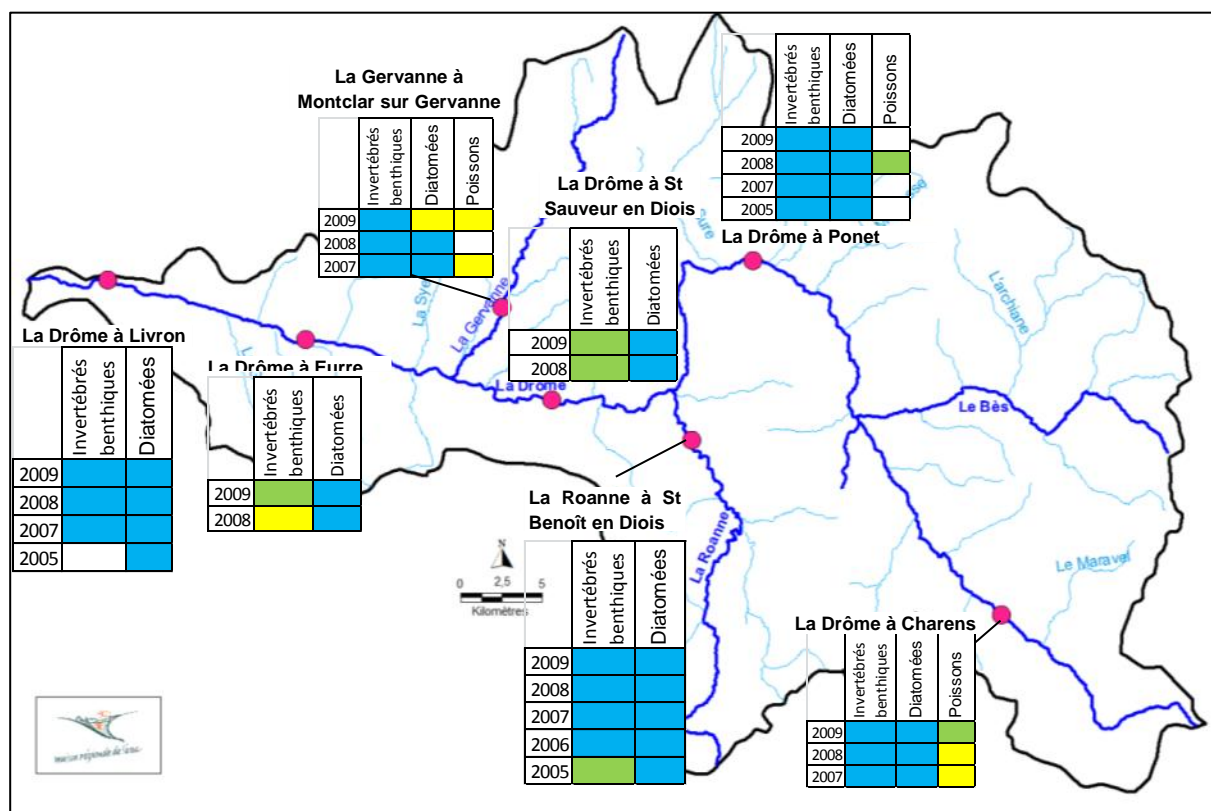 La Gervanne à
Montclar sur Gervanne
Invertébrés
benthiques
Diatomées
Poissons
2009
2008
2007
Invertébrés
benthiques
Diatomées
Poissons
2009
2008
2007
2005
La Drôme à Ponet
La Drôme à St
Sauveur en Diois
Invertébrés
benthiques
Diatomées
2009
2008
La Drôme à Livron
Invertébrés
benthiques
Diatomées
2009
2008
2007
2005
La Drôme à Eurre
Invertébrés
benthiques
Diatomées
2009
2008
La Sye
La Gervanne
La Drôme
L'archiane
Le Bès
La Roanne à St
Benoît en Diois
Invertébrés
benthiques
Diatomées
2009
2008
2007
2006
2005
La Roanne
Le Maravel
N
0 2,5 5
Kilomètres
La Drôme à Charens
Invertébrés
benthiques
Diatomées
Poissons
2009
2008
2007